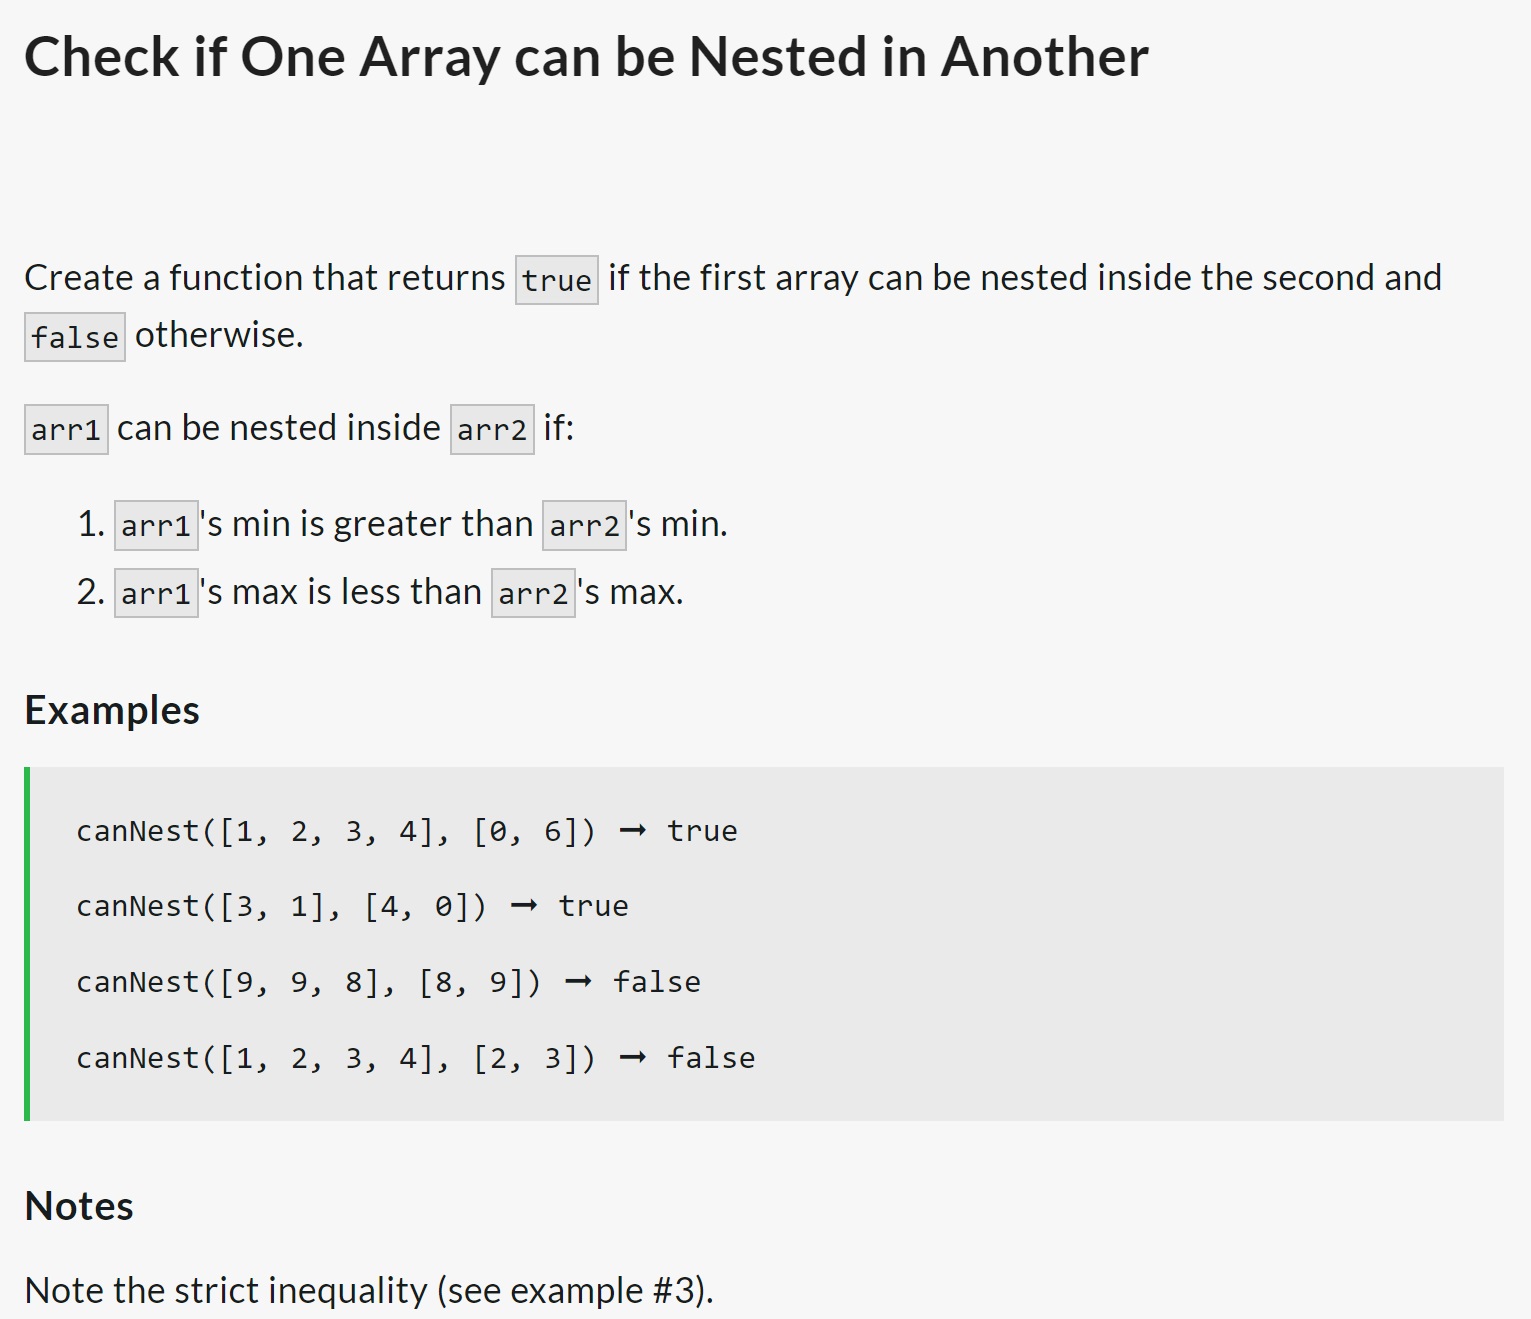 Check if One Array can be Nested in Another
Create a function that returns true if the first array can be nested inside the second and
false otherwise.
arr1 can be nested inside arr2 if:
1. arr1's min is greater than arr2's min.
2. arr1's max is less than arr2's max.
Examples
canNest([1, 2, 3, 4], [0, 6]) ➞ true
canNest([3, 1], [4, 0]) ➞ true
canNest([9, 9, 8], [8, 9]) ➞ false
canNest([1, 2, 3, 4], [2, 3]) ➞ false
Notes
Note the strict inequality (see example #3).